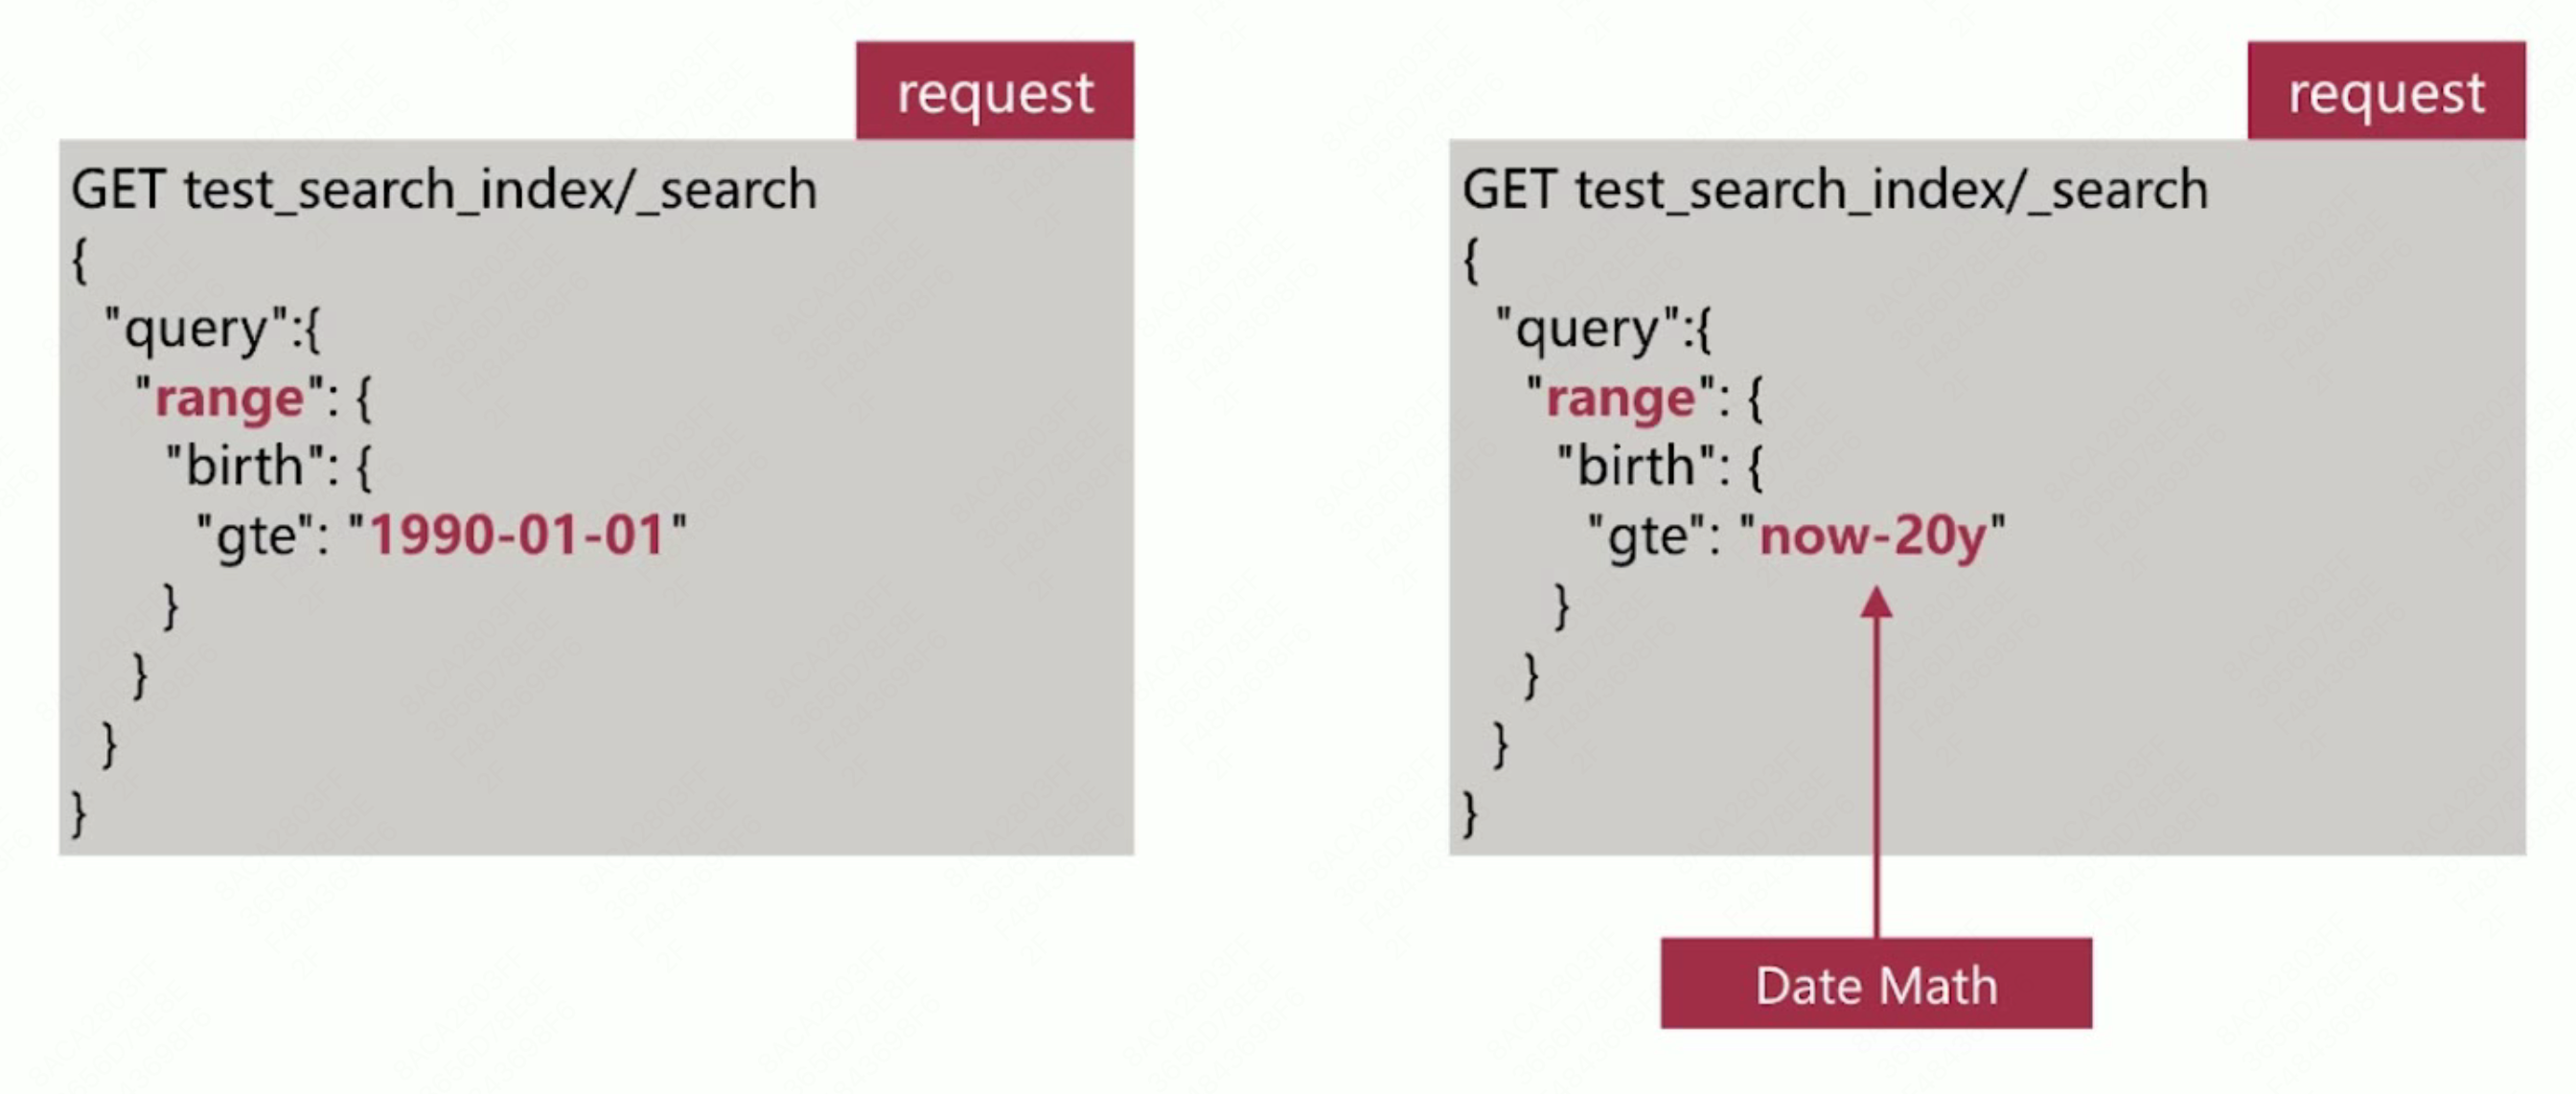 request
GET test_search_index/_search
{
"query":{
"range": {
"birth": {
"gte": "1990-01-01"
}
}
}
}
request
GET test_search_index/_search
{
"query":{
"range": {
"birth": {
"gte": "now-20y"
}
}
}
}
Date Math